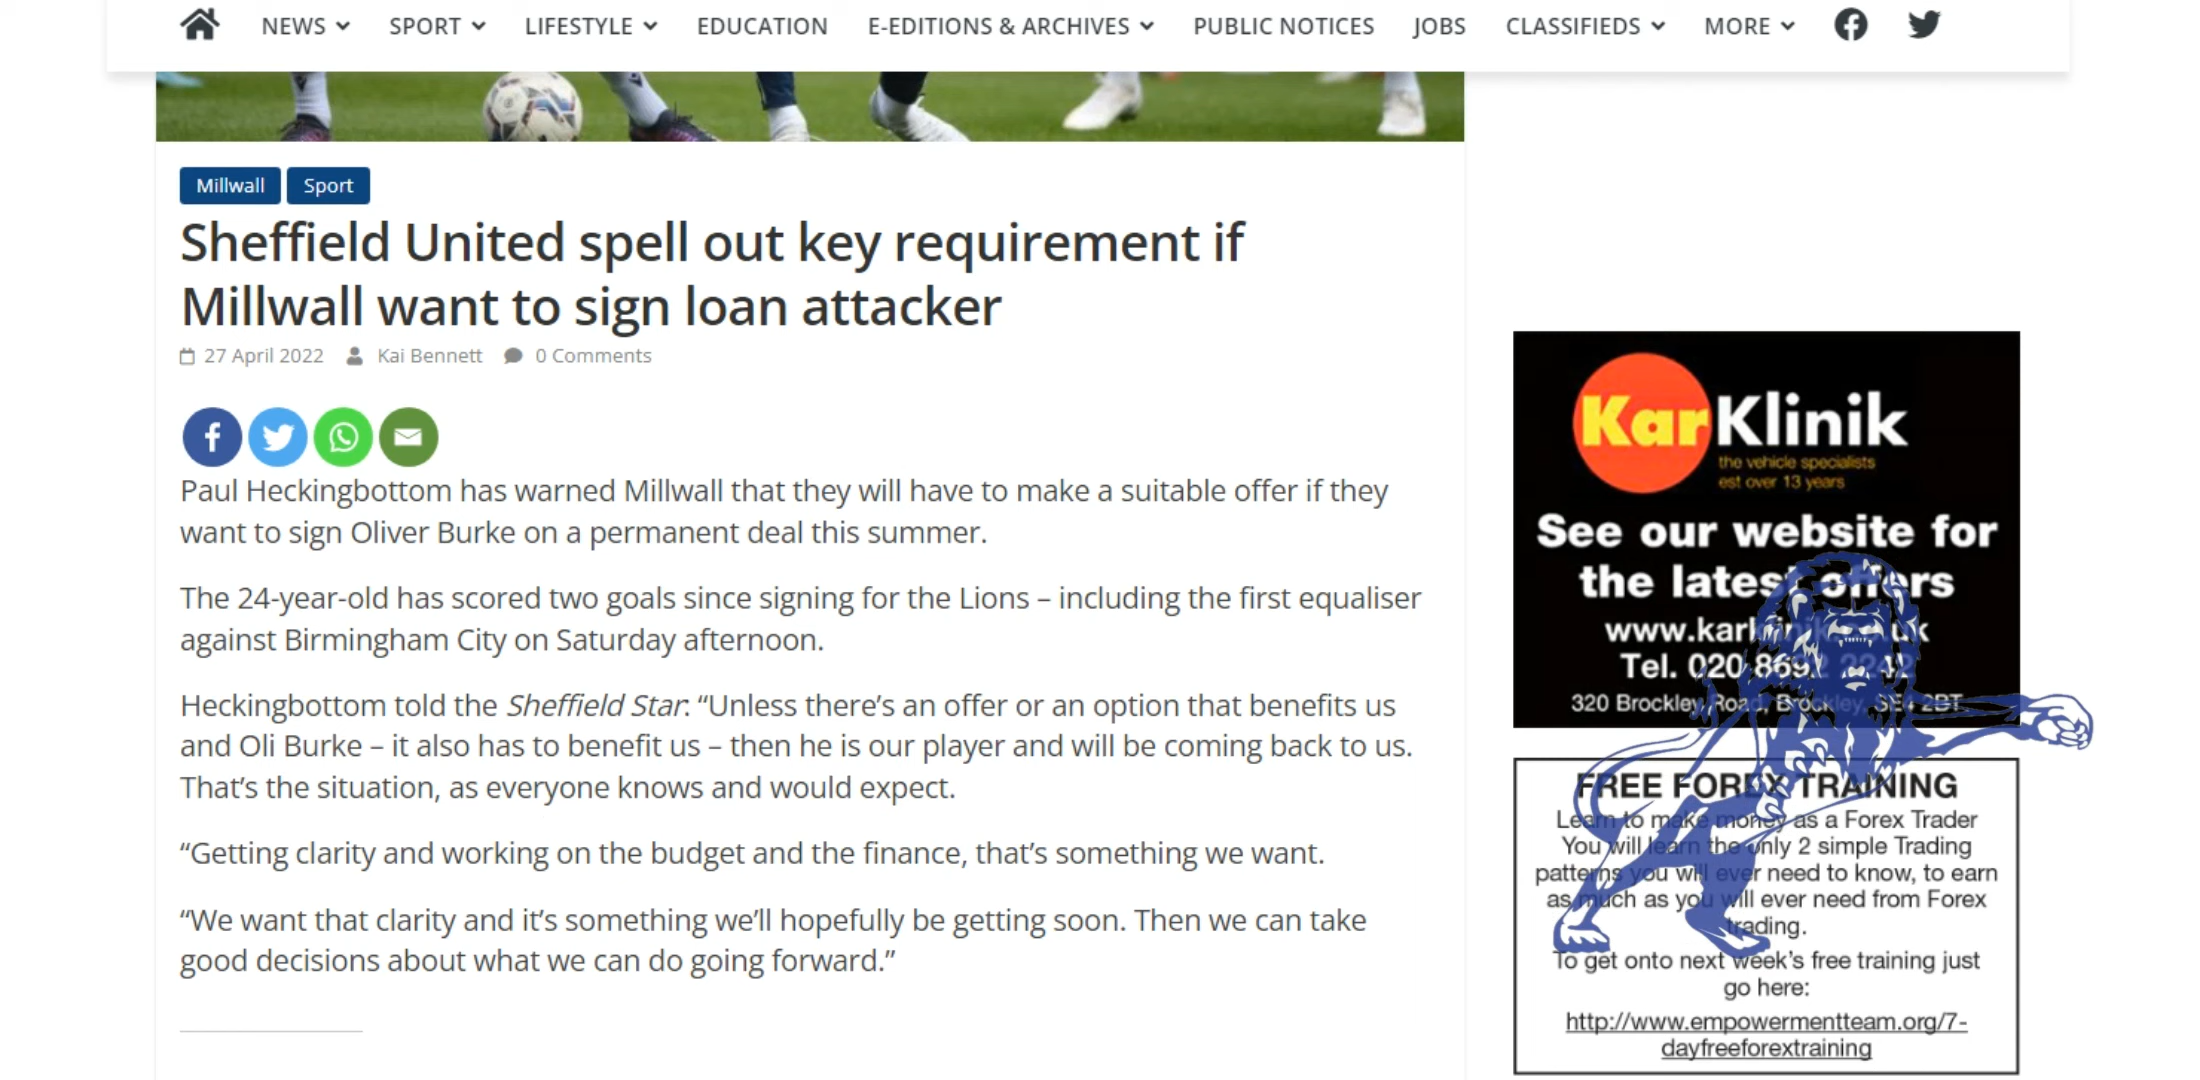 NEWS SPORT LIFESTYLE EDUCATION E-EDITIONS & ARCHIVES PUBLIC NOTICES JOBS CLASSIFIEDS MORE
Millwall Sport
Sheffield United spell out key requirement if
Millwall want to sign loan attacker
27 April 2022 Kai Bennett 0 Comments
Paul Heckingbottom has warned Millwall that they will have to make a suitable offer if they
want to sign Oliver Burke on a permanent deal this summer.
The 24-year-old has scored two goals since signing for the Lions – including the first equaliser
against Birmingham City on Saturday afternoon.
Heckingbottom told the Sheffield Star: “Unless there’s an offer or an option that benefits us
and Oli Burke – it also has to benefit us – then he is our player and will be coming back to us.
That’s the situation, as everyone knows and would expect.
“Getting clarity and working on the budget and the finance, that’s something we want.
“We want that clarity and it’s something we’ll hopefully be getting soon. Then we can take
good decisions about what we can do going forward.”
KarKlinik
the vehicle specialists
est over 13 years
See our website for
the latest offers
Tel. 020 8692 2242
320 Brockley Road, Brockley, SE4 2BT
FREE FOREX TRAINING
Learn to make money as a Forex Trader
You will learn the only 2 simple Trading
patterns you will ever need to know, to earn
as much as you will ever need from Forex
trading.
To get onto next week’s free training just
go here:
http://www.empowermentteam.org/7-
dayfreeforextraining